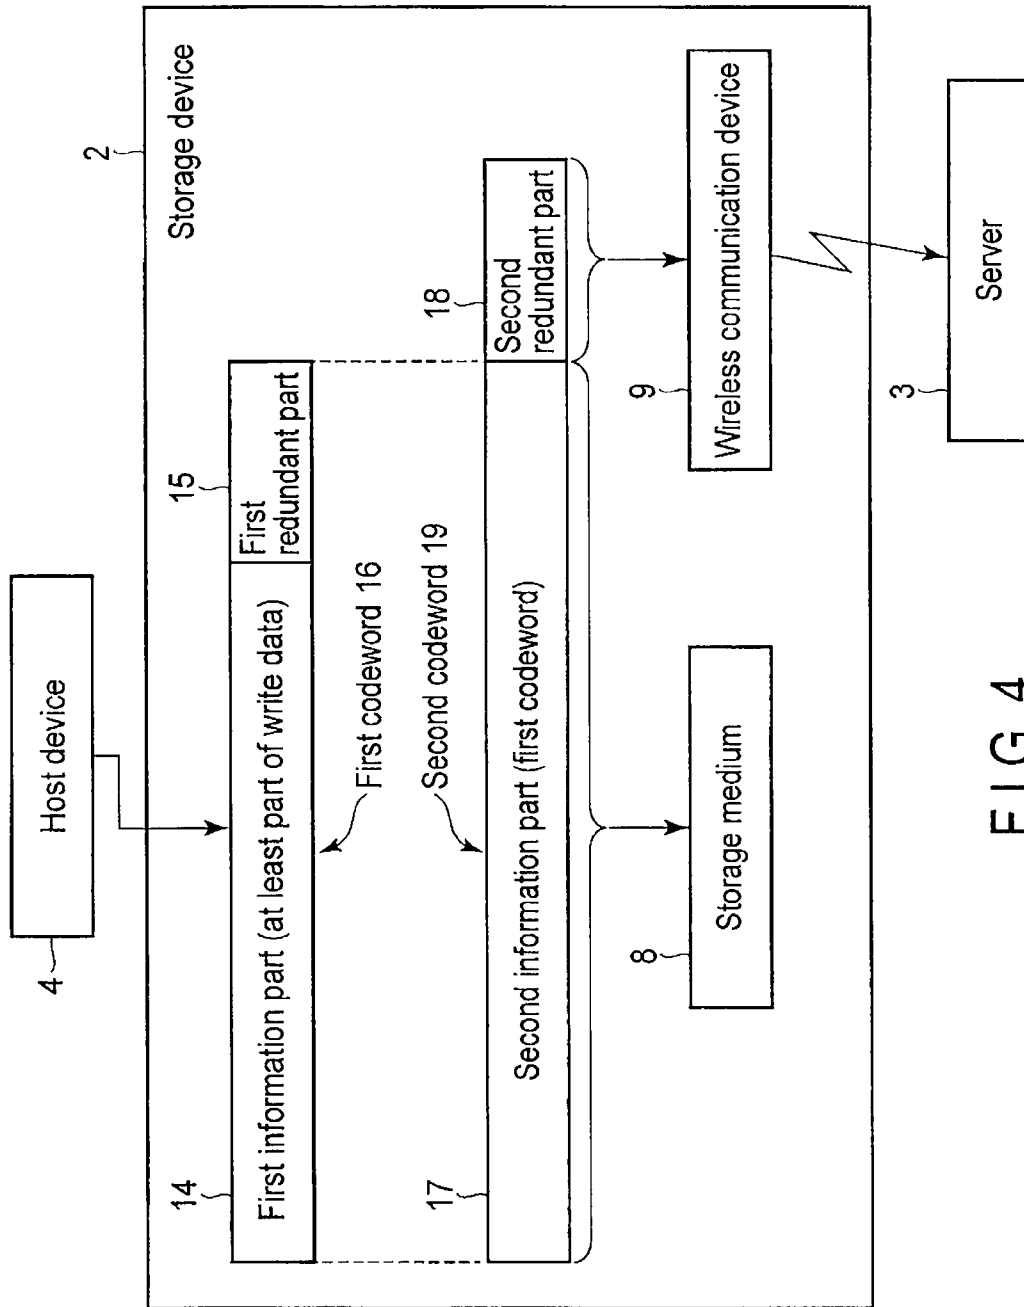 Host device
4
2
Storage device
14
First information part (at least part of write data)
15
First
redundant part
First codeword 16
Second codeword 19
17
Second information part (first codeword)
18
Second
redundant part
8
Storage medium
9
Wireless communication device
3
Server
FIG. 4